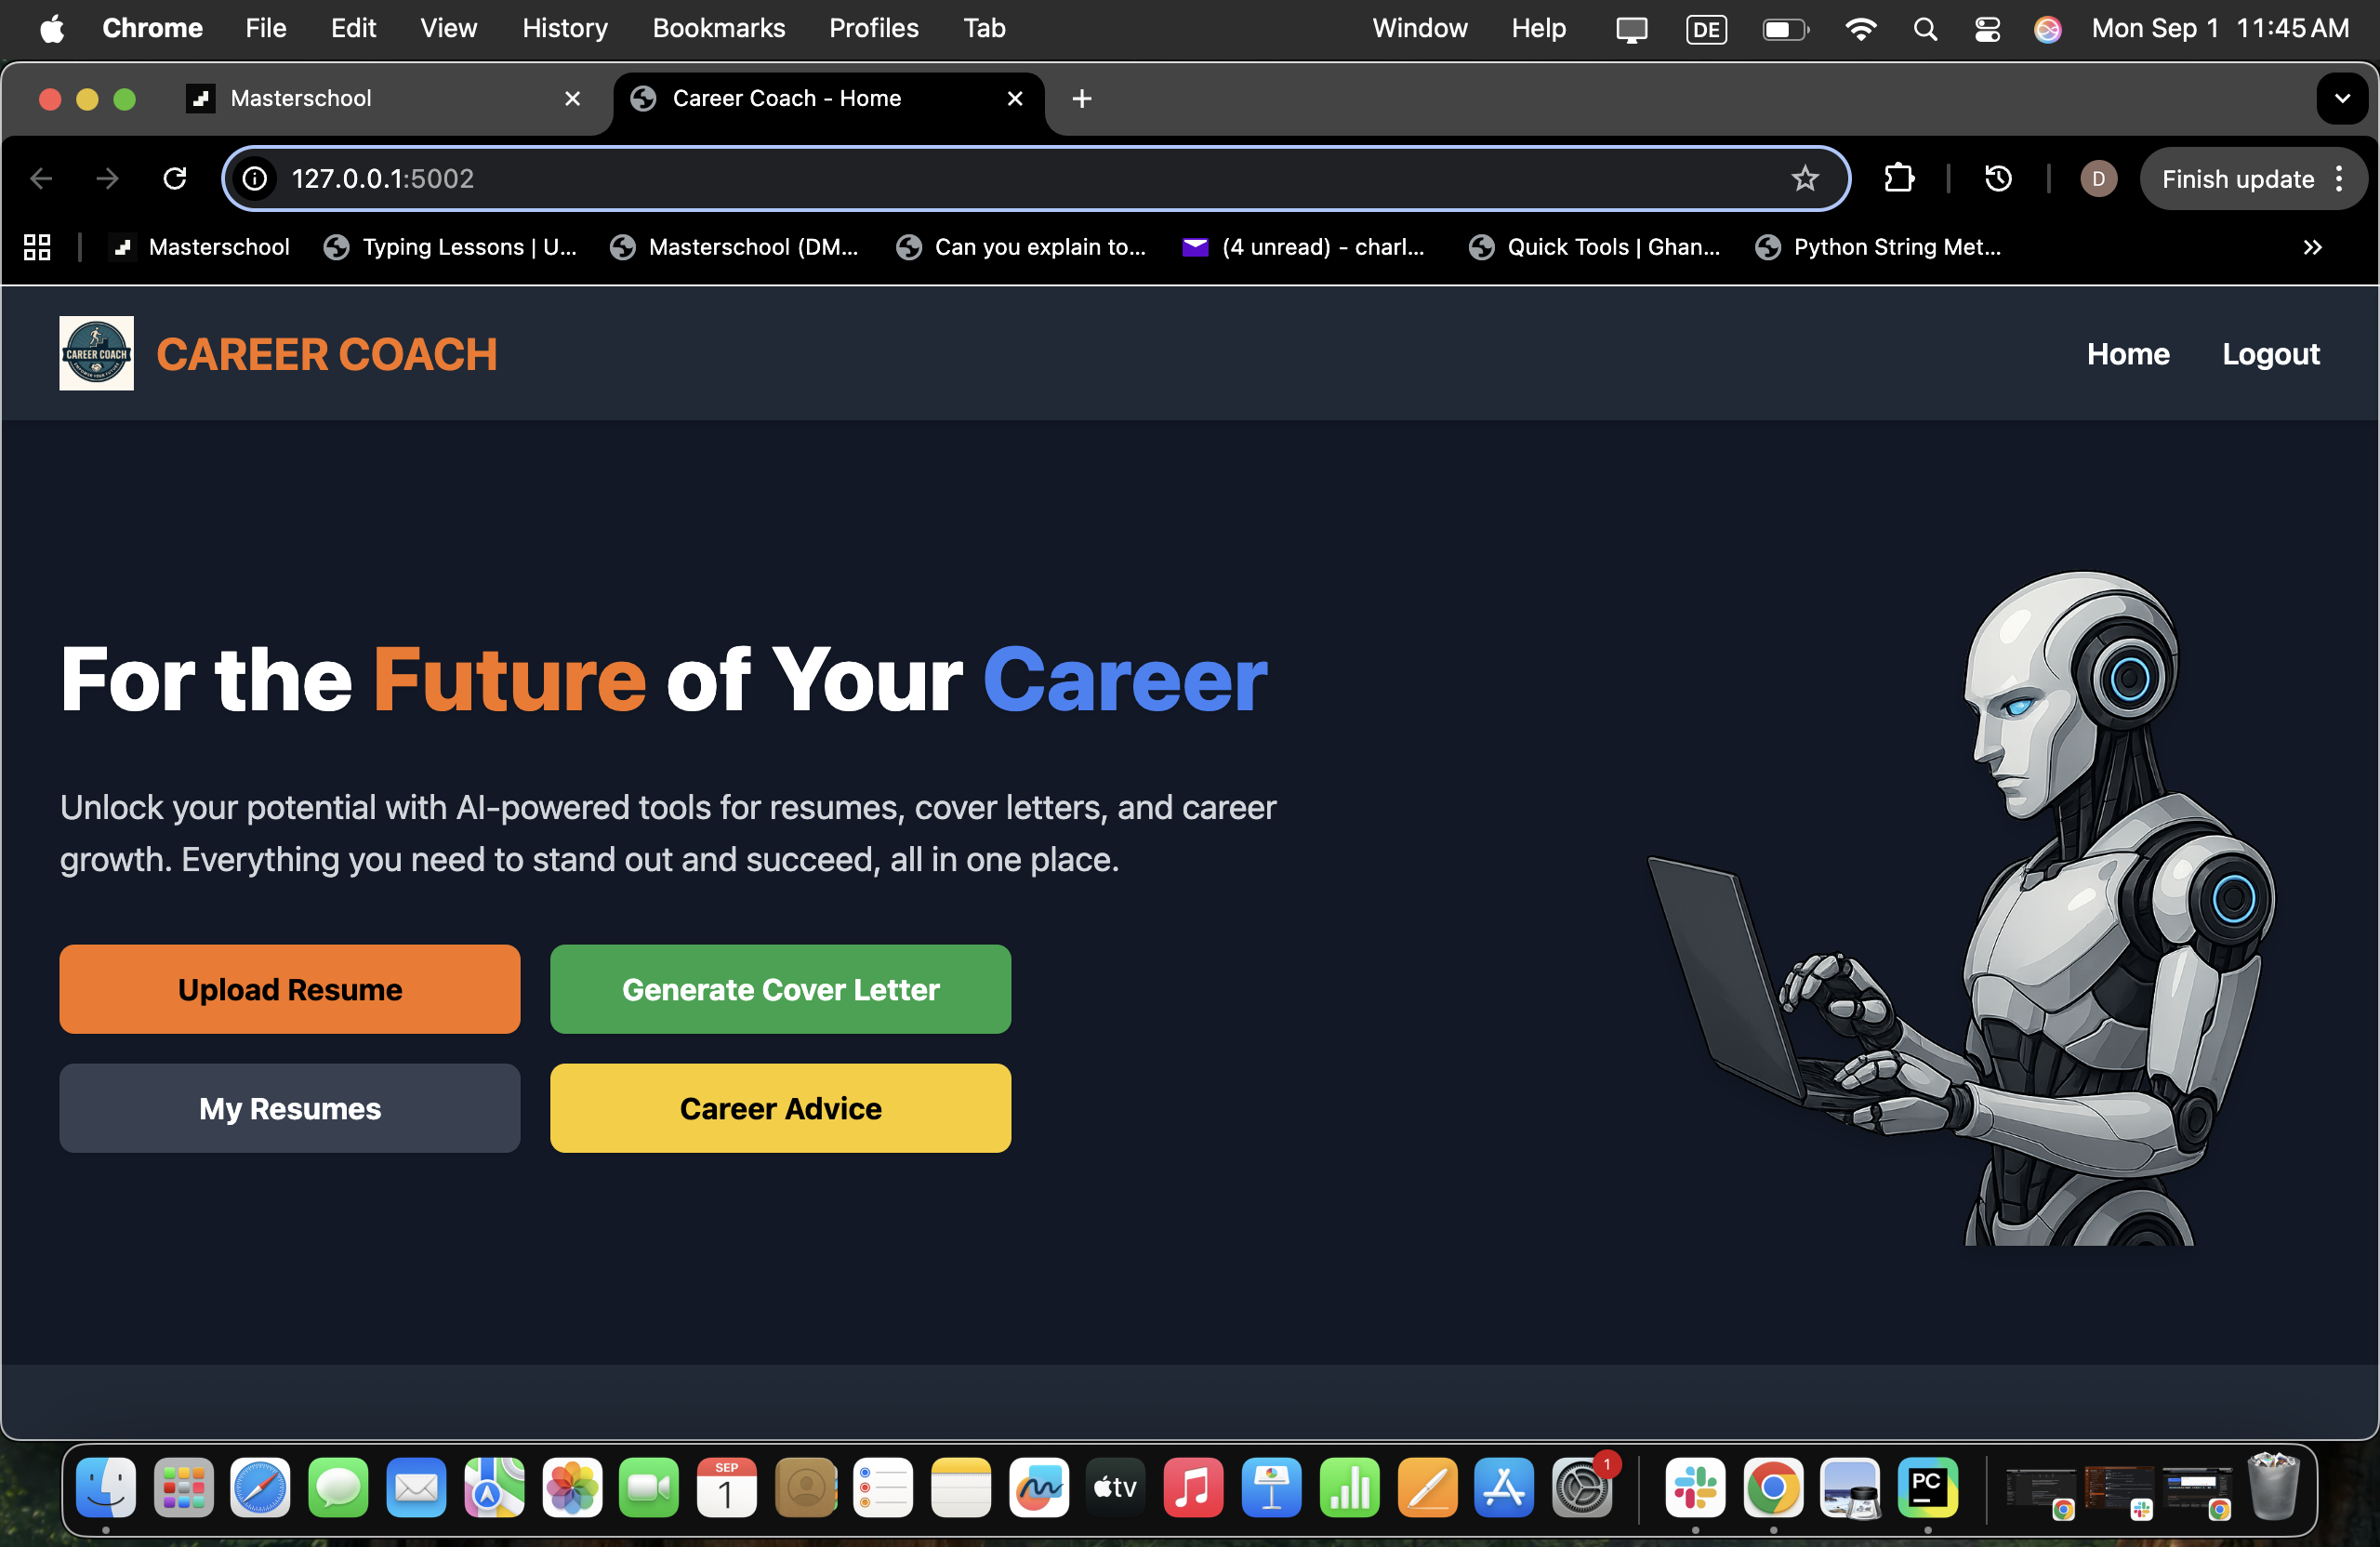 Chrome File Edit View History Bookmarks Profiles Tab Window Help DE Mon Sep 1 11:45 AM
Masterschool Career Coach - Home
127.0.0.1:5002 D Finish update
Masterschool Typing Lessons | U... Masterschool (DM... Can you explain to... (4 unread) - charl... Quick Tools | Ghan... Python String Met...
CAREER COACH
CAREER COACH
Home Logout
For the Future of Your Career
Unlock your potential with AI-powered tools for resumes, cover letters, and career
growth. Everything you need to stand out and succeed, all in one place.
Upload Resume Generate Cover Letter
My Resumes Career Advice
SEP
1
tv
1
PC